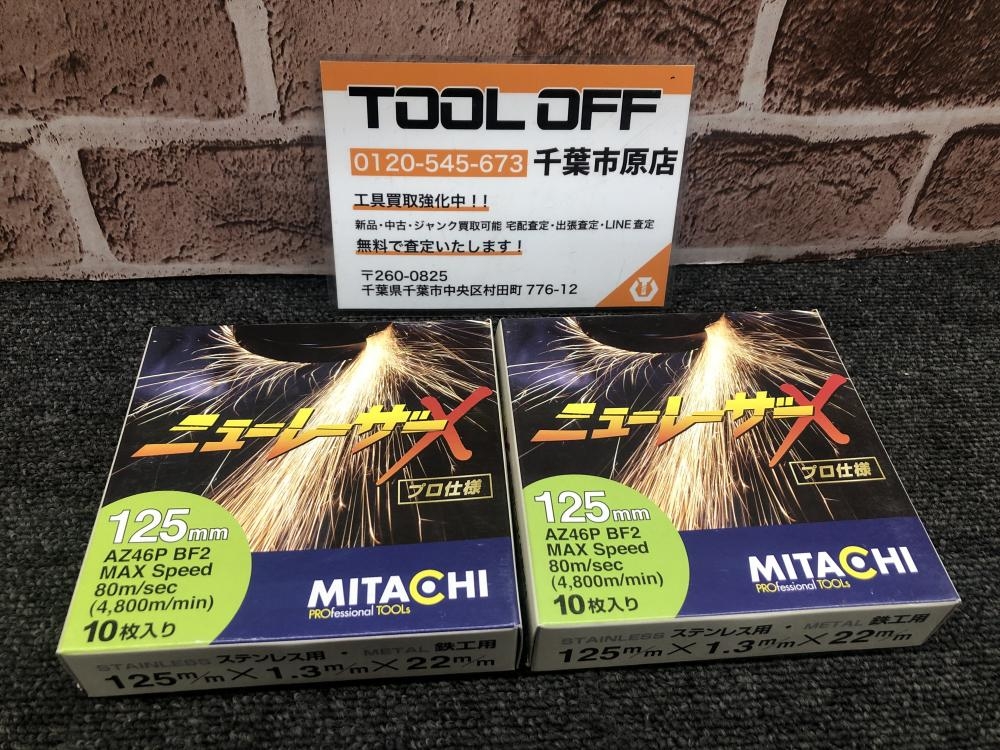 TOOL OFF
0120-545-673 千葉市原店
工具買取強化中！！
新品・中古・ジャンク買取可能 宅配査定・出張査定・LINE査定
無料で査定いたします！
〒260-0825
千葉県千葉市中央区村田町 776-12
ニューレーザーX
プロ仕様
125mm
AZ46P BF2
MAX Speed
80m/sec
(4,800m/min)
10枚入り
MITACHI
PROfessional TOOLs
STAINLESS ステンレス用・METAL 鉄工用
125m/m×1.3m/m×22m/m
ニューレーザーX
プロ仕様
125mm
AZ46P BF2
MAX Speed
80m/sec
(4,800m/min)
10枚入り
MITACHI
PROfessional TOOLs
STAINLESS ステンレス用・METAL 鉄工用
125m/m×1.3m/m×22m/m